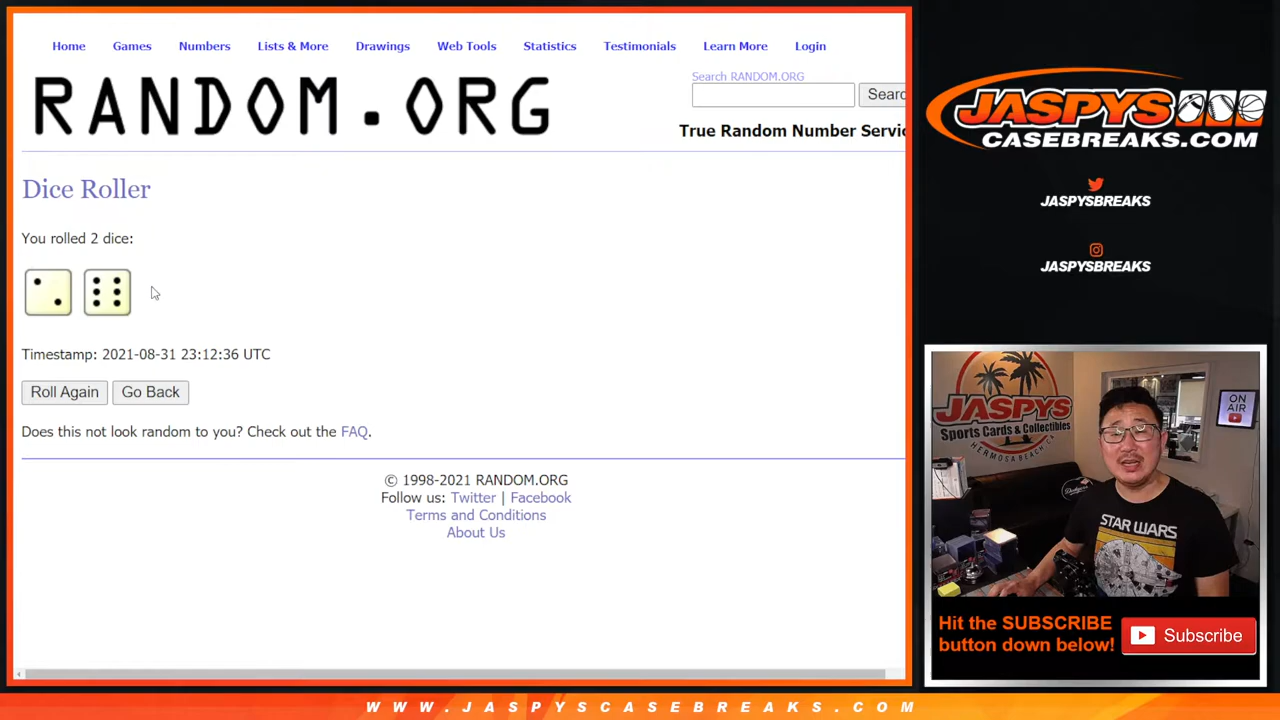 Home Games Numbers Lists & More Drawings Web Tools Statistics Testimonials Learn More Login
RANDOM.ORG
Search RANDOM.ORG
Searc
True Random Number Servic
Dice Roller
You rolled 2 dice:
Timestamp: 2021-08-31 23:12:36 UTC
Roll Again Go Back
Does this not look random to you? Check out the FAQ.
© 1998-2021 RANDOM.ORG
Follow us: Twitter | Facebook
Terms and Conditions
About Us
JASPYS
CASEBREAKS.COM
JASPYSBREAKS
JASPYSBREAKS
JASPYS
Sports Cards & Collectibles
HERMOSA BEACH, CA
ON
AIR
Dodgers
STAR WARS
Hit the SUBSCRIBE
button down below!
Subscribe
WWW.JASPYSCASEBREAKS.COM